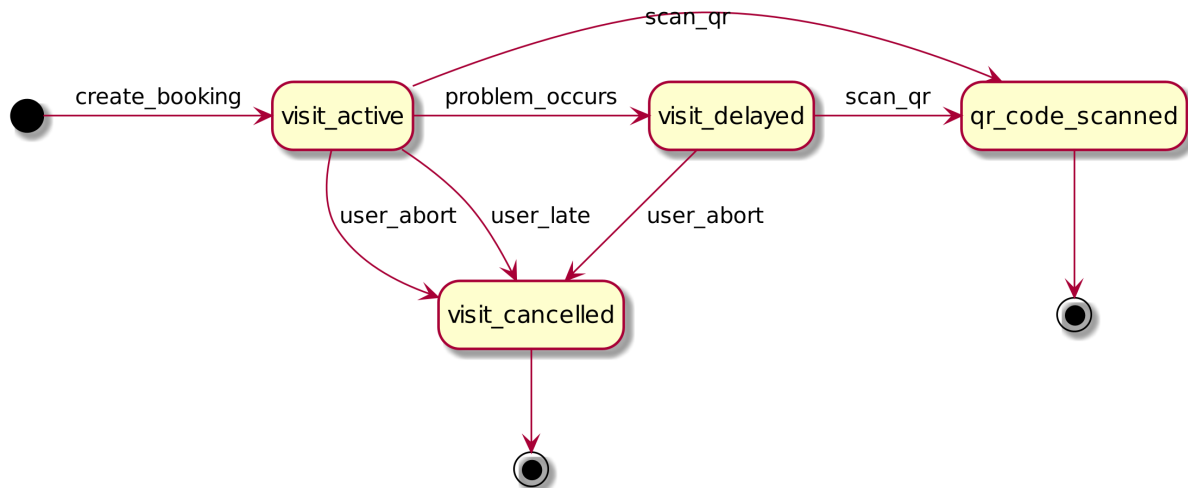 scan_qr
create_booking
problem_occurs
scan_qr
visit_active
visit_delayed
qr_code_scanned
user_abort
user_late
user_abort
visit_cancelled